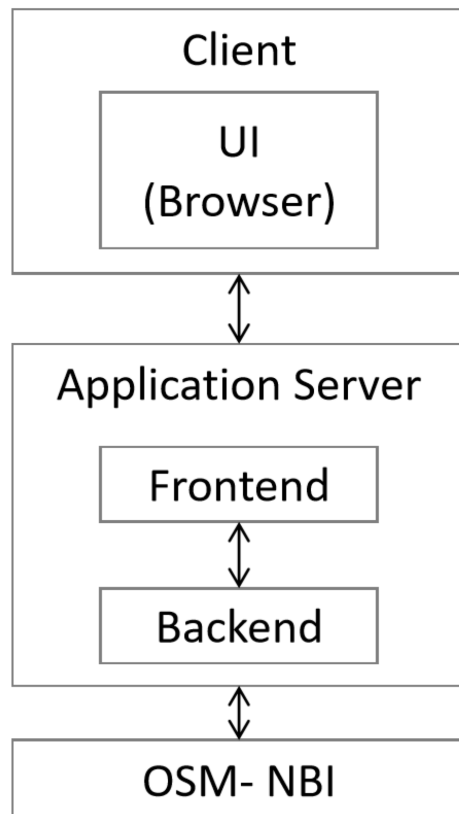 Client
UI
(Browser)
Application Server
Frontend
Backend
OSM- NBI